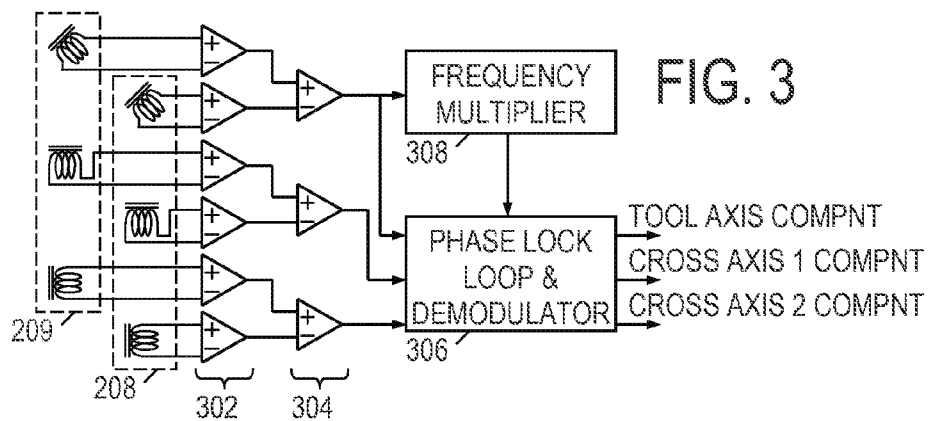 FIG. 3
FREQUENCY
MULTIPLIER
308
+
−
+
−
+
−
+
−
+
−
+
−
+
−
+
−
+
−
PHASE LOCK
LOOP &
DEMODULATOR
306
TOOL AXIS COMPNT
CROSS AXIS 1 COMPNT
CROSS AXIS 2 COMPNT
209
208
302
304